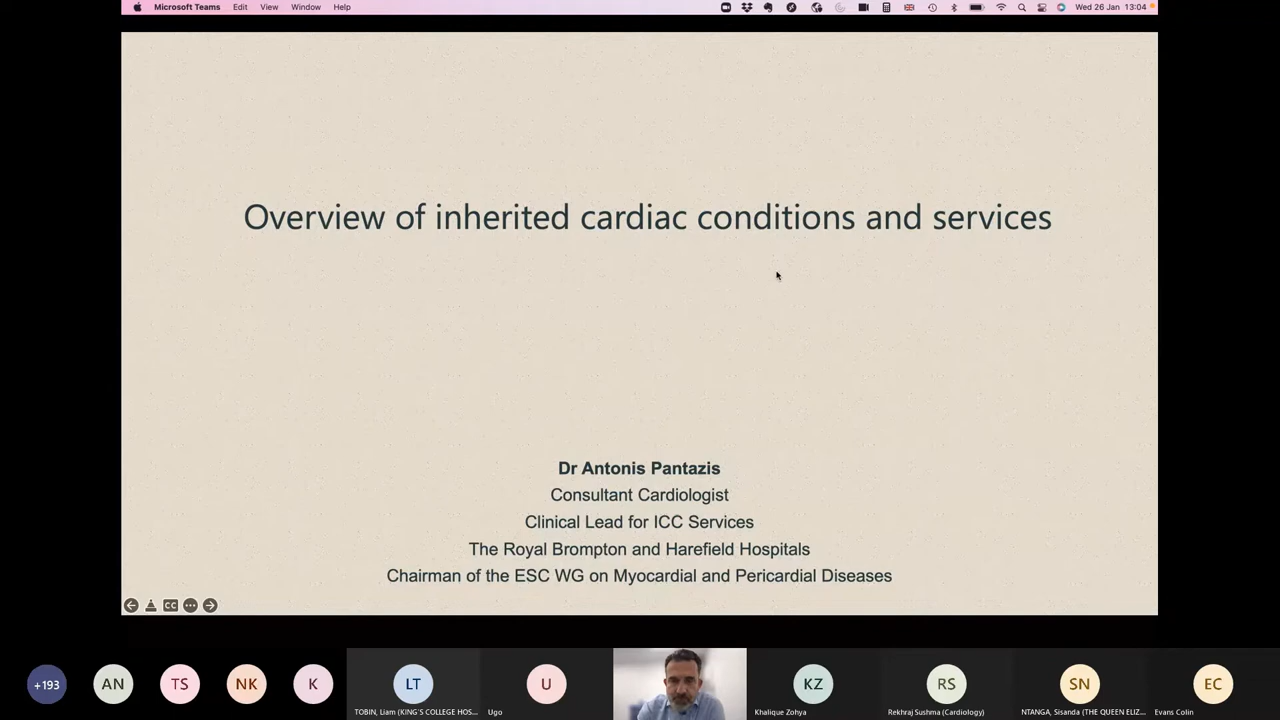 Microsoft Teams Edit View Window Help
Wed 26 Jan 13:04
Overview of inherited cardiac conditions and services
Dr Antonis Pantazis
Consultant Cardiologist
Clinical Lead for ICC Services
The Royal Brompton and Harefield Hospitals
Chairman of the ESC WG on Myocardial and Pericardial Diseases
CC
+193 AN TS NK K LT U KZ RS SN EC
TOBIN, Liam (KING'S COLLEGE HOS... Ugo Khalique Zohya Rekhraj Sushma (Cardiology) NTANGA, Sisanda (THE QUEEN ELIZ... Evans Colin